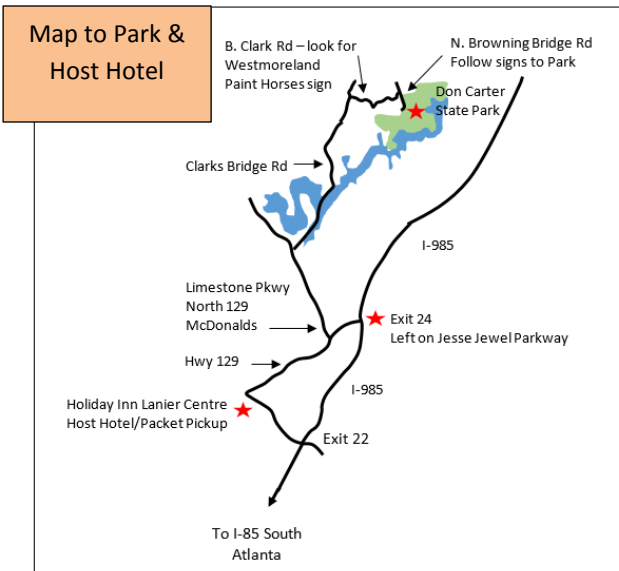 Map to Park &
Host Hotel
B. Clark Rd – look for
Westmoreland
Paint Horses sign
N. Browning Bridge Rd
Follow signs to Park
Don Carter
State Park
Clarks Bridge Rd
I-985
Limestone Pkwy
North 129
McDonalds
Exit 24
Left on Jesse Jewel Parkway
Hwy 129
I-985
Holiday Inn Lanier Centre
Host Hotel/Packet Pickup
Exit 22
To I-85 South
Atlanta